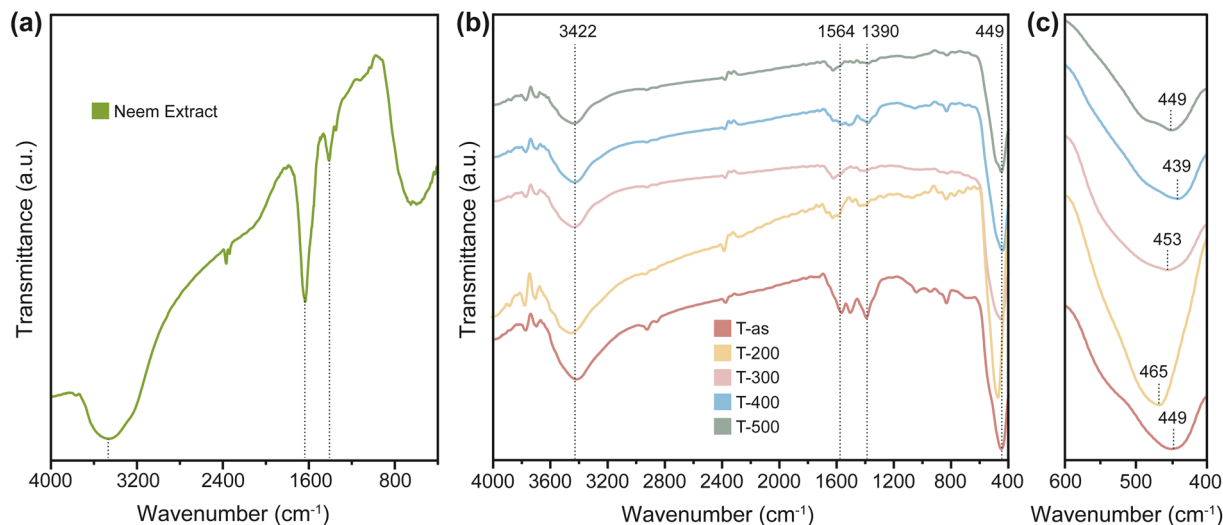 (a)
Neem Extract
Transmittance (a.u.)
4000 3200 2400 1600 800
Wavenumber (cm⁻¹)
(b)
3422 1564 1390 449
Transmittance (a.u.)
T-as
T-200
T-300
T-400
T-500
4000 3600 3200 2800 2400 2000 1600 1200 800 400
Wavenumber (cm⁻¹)
(c)
449
439
453
465
449
600 500 400
Wavenumber (cm⁻¹)